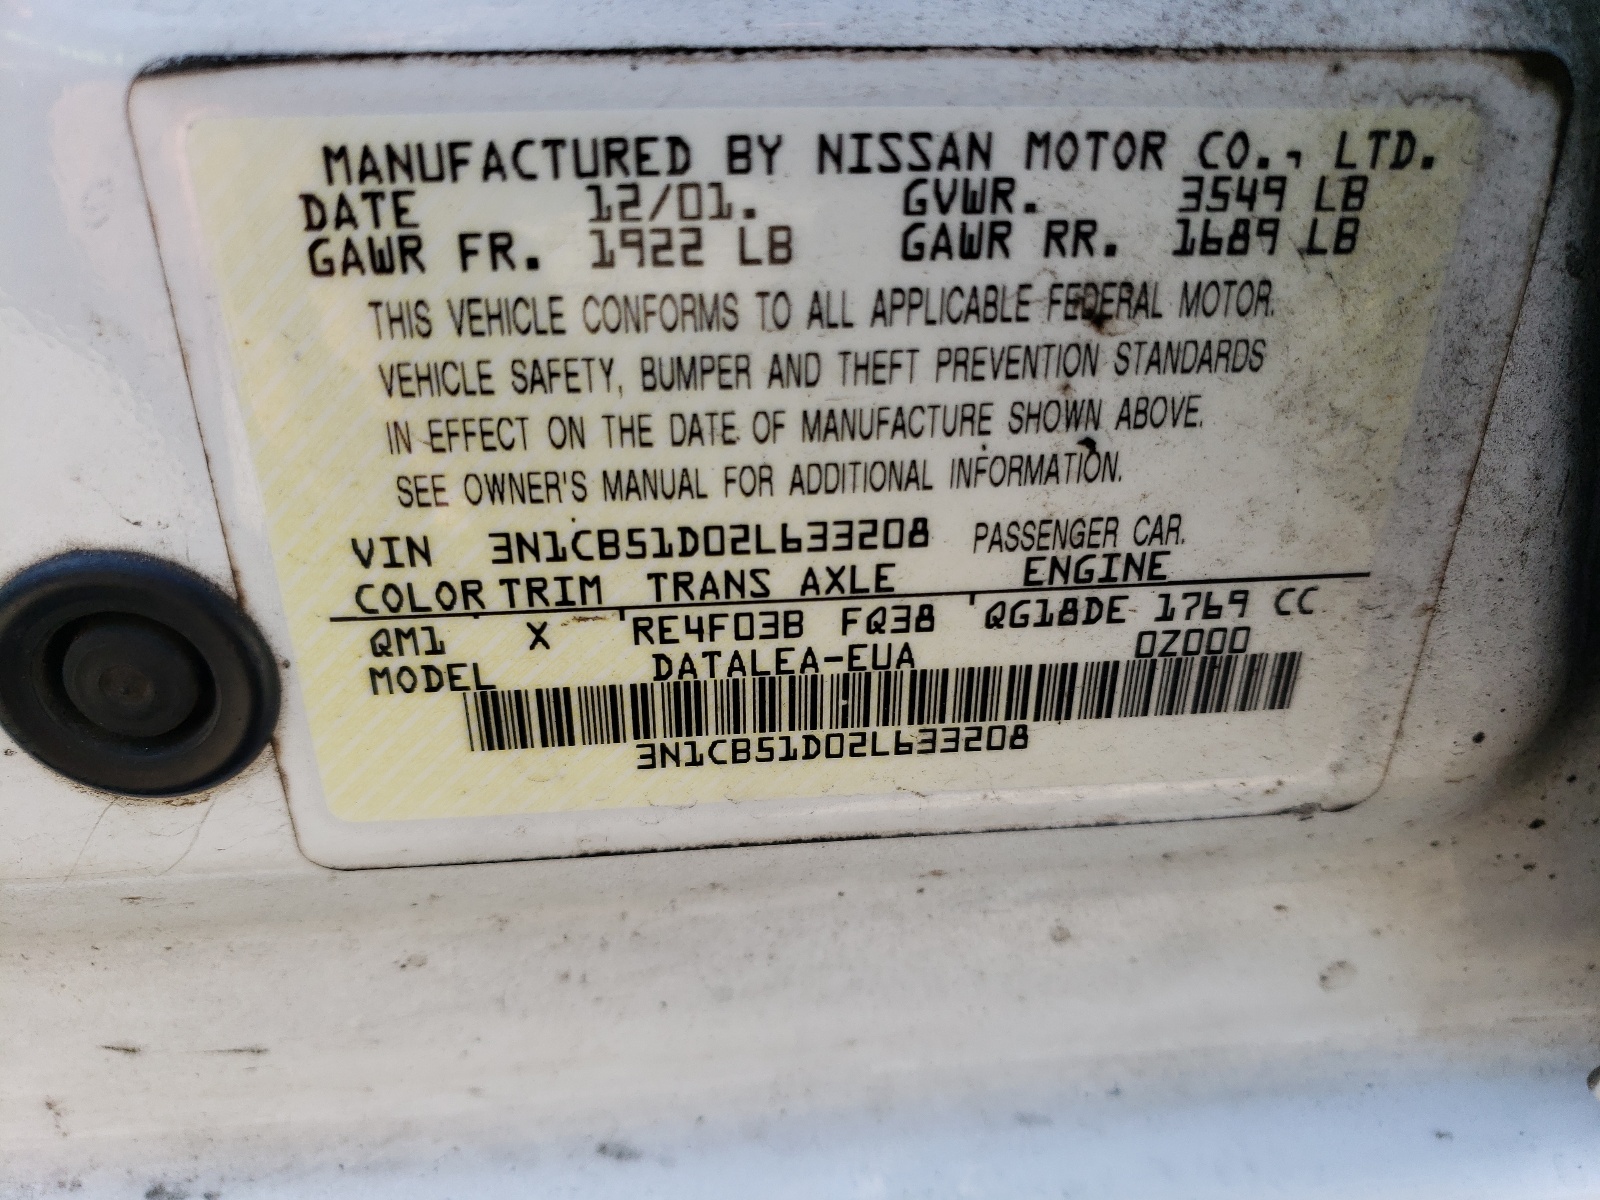 MANUFACTURED BY NISSAN MOTOR CO., LTD.
DATE 12/01. GVWR. 3549 LB
GAWR FR. 1922 LB GAWR RR. 1689 LB
THIS VEHICLE CONFORMS TO ALL APPLICABLE FEDERAL MOTOR.
VEHICLE SAFETY, BUMPER AND THEFT PREVENTION STANDARDS
IN EFFECT ON THE DATE OF MANUFACTURE SHOWN ABOVE.
SEE OWNER'S MANUAL FOR ADDITIONAL INFORMATION.
VIN 3N1CB51D02L633208 PASSENGER CAR.
COLOR TRIM TRANS AXLE ENGINE
QM1 X RE4F03B FQ38 QG18DE 1769 CC
MODEL DATALEA-EUA 0Z000
3N1CB51D02L633208